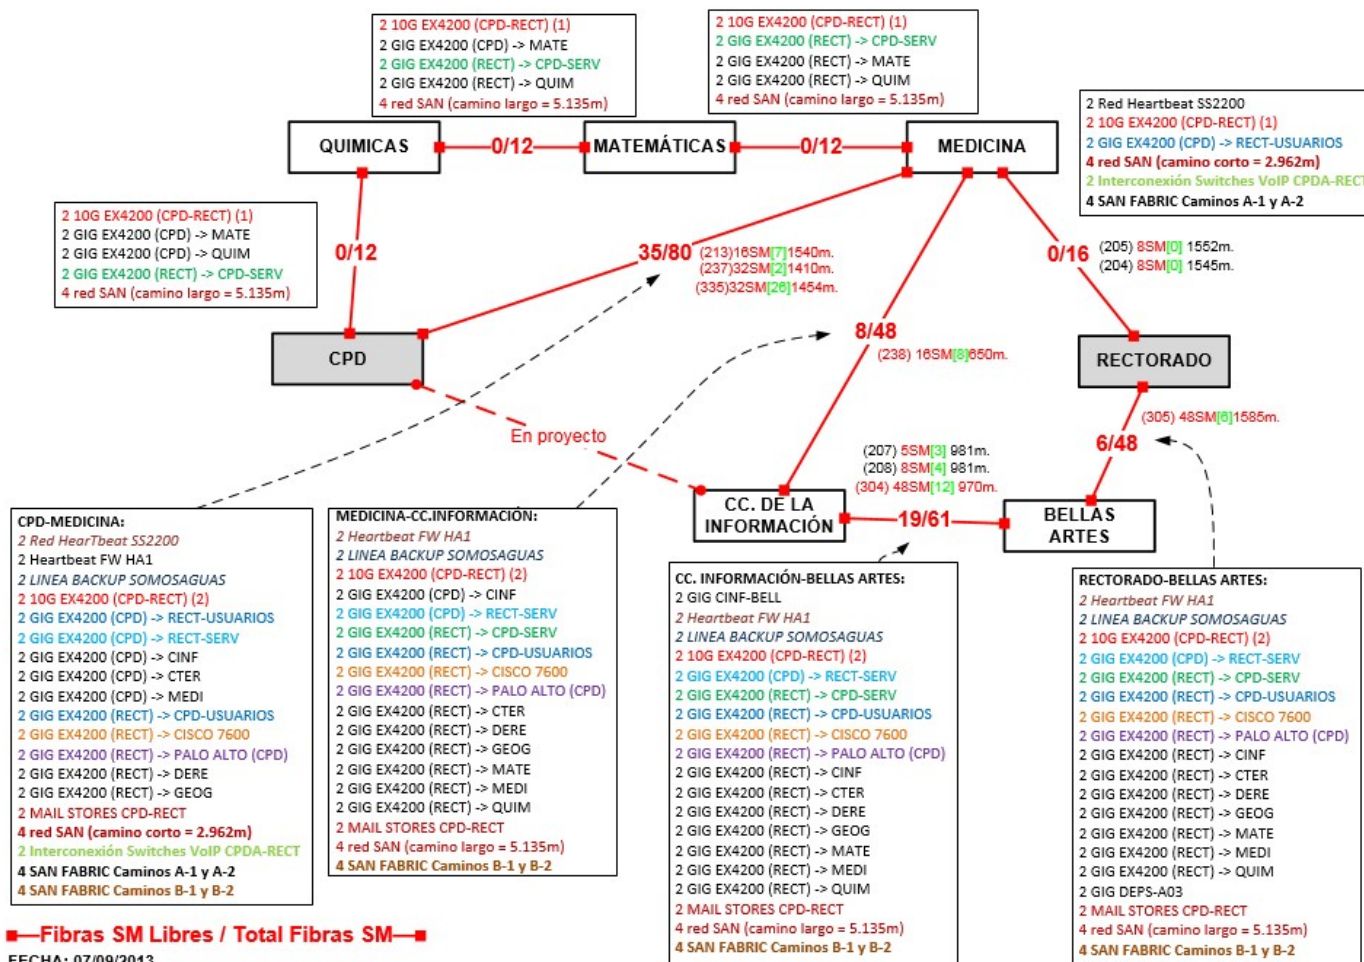 2 10G EX4200 (CPD-RECT) (1)
2 GIG EX4200 (CPD) -> MATE
2 GIG EX4200 (RECT) -> CPD-SERV
2 GIG EX4200 (RECT) -> QUIM
4 red SAN (camino largo = 5.135m)
2 10G EX4200 (CPD-RECT) (1)
2 GIG EX4200 (RECT) -> CPD-SERV
2 GIG EX4200 (RECT) -> MATE
2 GIG EX4200 (RECT) -> QUIM
4 red SAN (camino largo = 5.135m)
2 Red Heartbeat SS2200
2 10G EX4200 (CPD-RECT) (1)
2 GIG EX4200 (CPD) -> RECT-USUARIOS
4 red SAN (camino corto = 2.962m)
2 Interconexión Switches VoIP CPDA-RECT
4 SAN FABRIC Caminos A-1 y A-2
QUIMICAS
0/12
MATEMÁTICAS
0/12
MEDICINA
2 10G EX4200 (CPD-RECT) (1)
2 GIG EX4200 (CPD) -> MATE
2 GIG EX4200 (CPD) -> QUIM
2 GIG EX4200 (RECT) -> CPD-SERV
4 red SAN (camino largo = 5.135m)
0/12
35/80
(213)16SM[7]1540m.
(237)32SM[2]1410m.
(335)32SM[26]1454m.
0/16
(205) 8SM[0] 1552m.
(204) 8SM[0] 1545m.
CPD
8/48
(238) 16SM[8]650m.
RECTORADO
En proyecto
(305) 48SM[6]1585m.
6/48
(207) 5SM[3] 981m.
(208) 8SM[4] 981m.
(304) 48SM[12] 970m.
CC. DE LA
INFORMACIÓN
19/61
BELLAS
ARTES
CPD-MEDICINA:
2 Red HearTbeat SS2200
2 Heartbeat FW HA1
2 LINEA BACKUP SOMOSAGUAS
2 10G EX4200 (CPD-RECT) (2)
2 GIG EX4200 (CPD) -> RECT-USUARIOS
2 GIG EX4200 (CPD) -> RECT-SERV
2 GIG EX4200 (CPD) -> CINF
2 GIG EX4200 (CPD) -> CTER
2 GIG EX4200 (CPD) -> MEDI
2 GIG EX4200 (RECT) -> CPD-USUARIOS
2 GIG EX4200 (RECT) -> CISCO 7600
2 GIG EX4200 (RECT) -> PALO ALTO (CPD)
2 GIG EX4200 (RECT) -> DERE
2 GIG EX4200 (RECT) -> GEOG
2 MAIL STORES CPD-RECT
4 red SAN (camino corto = 2.962m)
2 Interconexión Switches VoIP CPDA-RECT
4 SAN FABRIC Caminos A-1 y A-2
4 SAN FABRIC Caminos B-1 y B-2
MEDICINA-CC.INFORMACIÓN:
2 Heartbeat FW HA1
2 LINEA BACKUP SOMOSAGUAS
2 10G EX4200 (CPD-RECT) (2)
2 GIG EX4200 (CPD) -> CINF
2 GIG EX4200 (CPD) -> RECT-SERV
2 GIG EX4200 (RECT) -> CPD-SERV
2 GIG EX4200 (RECT) -> CPD-USUARIOS
2 GIG EX4200 (RECT) -> CISCO 7600
2 GIG EX4200 (RECT) -> PALO ALTO (CPD)
2 GIG EX4200 (RECT) -> CTER
2 GIG EX4200 (RECT) -> DERE
2 GIG EX4200 (RECT) -> GEOG
2 GIG EX4200 (RECT) -> MATE
2 GIG EX4200 (RECT) -> MEDI
2 GIG EX4200 (RECT) -> QUIM
2 MAIL STORES CPD-RECT
4 red SAN (camino largo = 5.135m)
4 SAN FABRIC Caminos B-1 y B-2
CC. INFORMACIÓN-BELLAS ARTES:
2 GIG CINF-BELL
2 Heartbeat FW HA1
2 LINEA BACKUP SOMOSAGUAS
2 10G EX4200 (CPD-RECT) (2)
2 GIG EX4200 (CPD) -> RECT-SERV
2 GIG EX4200 (RECT) -> CPD-SERV
2 GIG EX4200 (RECT) -> CPD-USUARIOS
2 GIG EX4200 (RECT) -> CISCO 7600
2 GIG EX4200 (RECT) -> PALO ALTO (CPD)
2 GIG EX4200 (RECT) -> CINF
2 GIG EX4200 (RECT) -> CTER
2 GIG EX4200 (RECT) -> DERE
2 GIG EX4200 (RECT) -> GEOG
2 GIG EX4200 (RECT) -> MATE
2 GIG EX4200 (RECT) -> MEDI
2 GIG EX4200 (RECT) -> QUIM
2 MAIL STORES CPD-RECT
4 red SAN (camino largo = 5.135m)
4 SAN FABRIC Caminos B-1 y B-2
RECTORADO-BELLAS ARTES:
2 Heartbeat FW HA1
2 LINEA BACKUP SOMOSAGUAS
2 10G EX4200 (CPD-RECT) (2)
2 GIG EX4200 (CPD) -> RECT-SERV
2 GIG EX4200 (RECT) -> CPD-SERV
2 GIG EX4200 (RECT) -> CPD-USUARIOS
2 GIG EX4200 (RECT) -> CISCO 7600
2 GIG EX4200 (RECT) -> PALO ALTO (CPD)
2 GIG EX4200 (RECT) -> CINF
2 GIG EX4200 (RECT) -> CTER
2 GIG EX4200 (RECT) -> DERE
2 GIG EX4200 (RECT) -> GEOG
2 GIG EX4200 (RECT) -> MATE
2 GIG EX4200 (RECT) -> MEDI
2 GIG EX4200 (RECT) -> QUIM
2 GIG DEPS-A03
2 MAIL STORES CPD-RECT
4 red SAN (camino largo = 5.135m)
4 SAN FABRIC Caminos B-1 y B-2
Fibras SM Libres / Total Fibras SM
FECHA: 07/09/2013